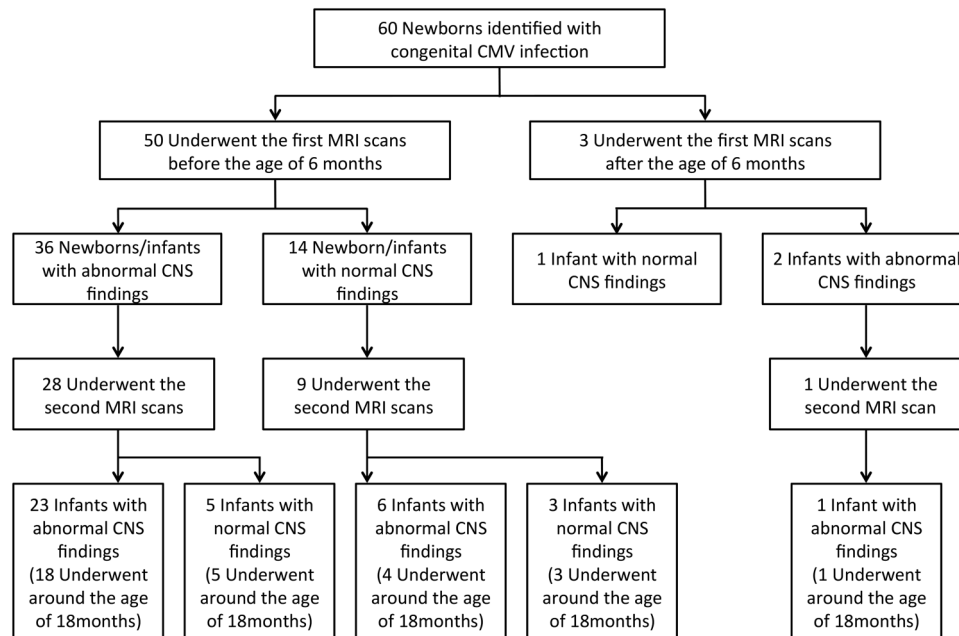 60 Newborns identified with
congenital CMV infection
50 Underwent the first MRI scans
before the age of 6 months
3 Underwent the first MRI scans
after the age of 6 months
36 Newborns/infants
with abnormal CNS
findings
14 Newborn/infants
with normal CNS
findings
1 Infant with normal
CNS findings
2 Infants with abnormal
CNS findings
28 Underwent the
second MRI scans
9 Underwent the
second MRI scans
1 Underwent the
second MRI scan
23 Infants with
abnormal CNS
findings
(18 Underwent
around the age
of 18months)
5 Infants with
normal CNS
findings
(5 Underwent
around the age
of 18months)
6 Infants with
abnormal CNS
findings
(4 Underwent
around the age
of 18months)
3 Infants with
normal CNS
findings
(3 Underwent
around the age
of 18months)
1 Infant with
abnormal CNS
findings
(1 Underwent
around the age
of 18months)